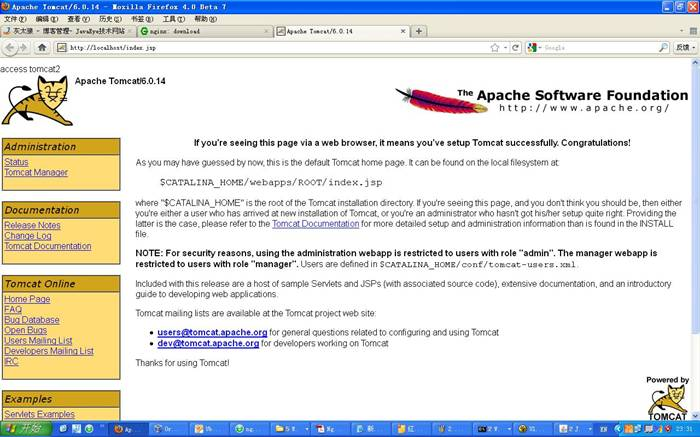 Apache Tomcat/6.0.14 - Mozilla Firefox 4.0 Beta 7
文件(F) 编辑(E) 查看(V) 历史(S) 书签(B) 工具(T) 帮助(H)
灰太狼 - 博客管理- JavaEye技术网站
nginx: download
Apache Tomcat/6.0.14
http://localhost/index.jsp
Google
反馈
access tomcat2
Apache Tomcat/6.0.14
The Apache Software Foundation
http://www.apache.org/
Administration
Status
Tomcat Manager
Documentation
Release Notes
Change Log
Tomcat Documentation
Tomcat Online
Home Page
FAQ
Bug Database
Open Bugs
Users Mailing List
Developers Mailing List
IRC
Examples
Servlets Examples
If you're seeing this page via a web browser, it means you've setup Tomcat successfully. Congratulations!
As you may have guessed by now, this is the default Tomcat home page. It can be found on the local filesystem at:
$CATALINA_HOME/webapps/ROOT/index.jsp
where "$CATALINA_HOME" is the root of the Tomcat installation directory. If you're seeing this page, and you don't think you should be, then either
you're either a user who has arrived at new installation of Tomcat, or you're an administrator who hasn't got his/her setup quite right. Providing the
latter is the case, please refer to the Tomcat Documentation for more detailed setup and administration information than is found in the INSTALL
file.
NOTE: For security reasons, using the administration webapp is restricted to users with role "admin". The manager webapp is
restricted to users with role "manager". Users are defined in $CATALINA_HOME/conf/tomcat-users.xml.
Included with this release are a host of sample Servlets and JSPs (with associated source code), extensive documentation, and an introductory
guide to developing web applications.
Tomcat mailing lists are available at the Tomcat project web site:
users@tomcat.apache.org for general questions related to configuring and using Tomcat
dev@tomcat.apache.org for developers working on Tomcat
Thanks for using Tomcat!
Powered by
TOMCAT
开始
23:31